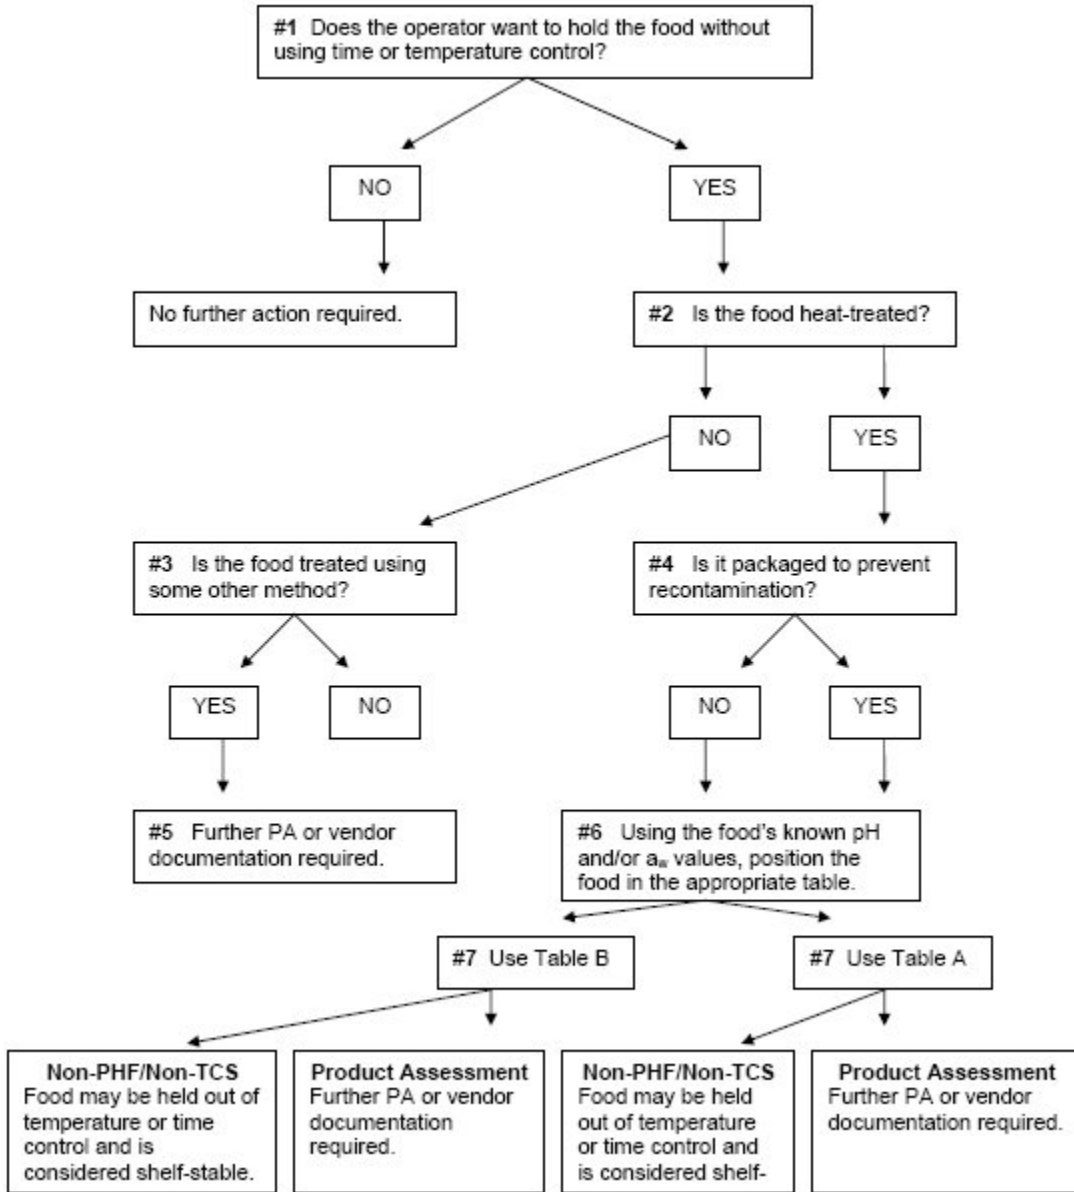 #1 Does the operator want to hold the food without
using time or temperature control?
NO
YES
No further action required.
#2 Is the food heat-treated?
NO
YES
#3 Is the food treated using
some other method?
#4 Is it packaged to prevent
recontamination?
YES
NO
NO
YES
#5 Further PA or vendor
documentation required.
#6 Using the food's known pH
and/or aw values, position the
food in the appropriate table.
#7 Use Table B
#7 Use Table A
Non-PHF/Non-TCS
Food may be held out of
temperature or time
control and is
considered shelf-stable.
Product Assessment
Further PA or vendor
documentation
required.
Non-PHF/Non-TCS
Food may be held
out of temperature
or time control and
is considered shelf-
Product Assessment
Further PA or vendor
documentation required.